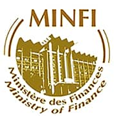 MINFI
Ministère des Finances
Ministry of Finance